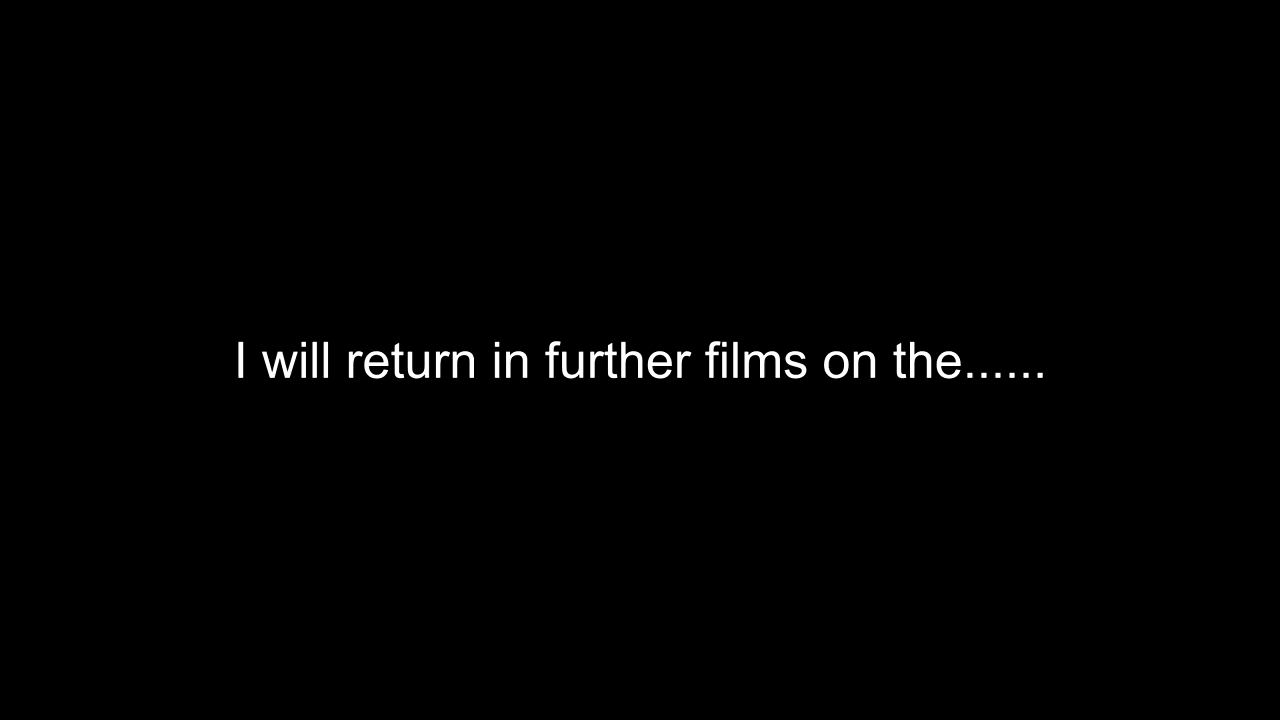 I will return in further films on the......